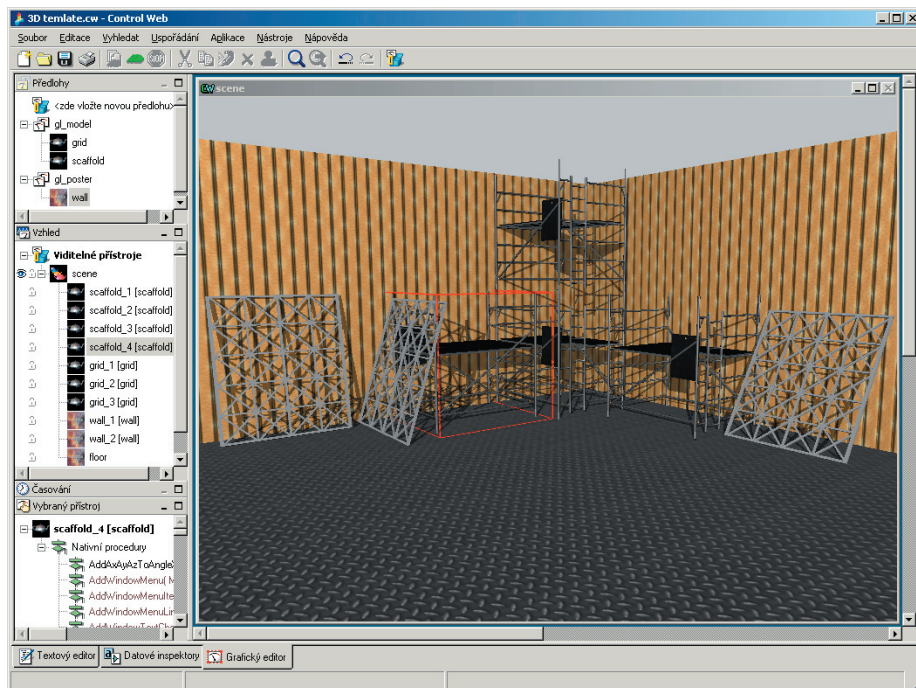 3D temlate.cw - Control Web
Soubor Editace Vyhledat Uspořádání Aplikace Nástroje Nápověda
Předlohy
<zde vložte novou předlohu>
gl_model
grid
scaffold
gl_poster
wall
Vzhled
Viditelné přístroje
scene
scaffold_1 [scaffold]
scaffold_2 [scaffold]
scaffold_3 [scaffold]
scaffold_4 [scaffold]
grid_1 [grid]
grid_2 [grid]
grid_3 [grid]
wall_1 [wall]
wall_2 [wall]
floor
Časování
Vybraný přístroj
scaffold_4 [scaffold]
Nativní procedury
AddAxAyAzToAngle
AddWindowMenu( M
AddWindowMenuIte
AddWindowMenuLin
scene
Textový editor Datové inspektory Grafický editor